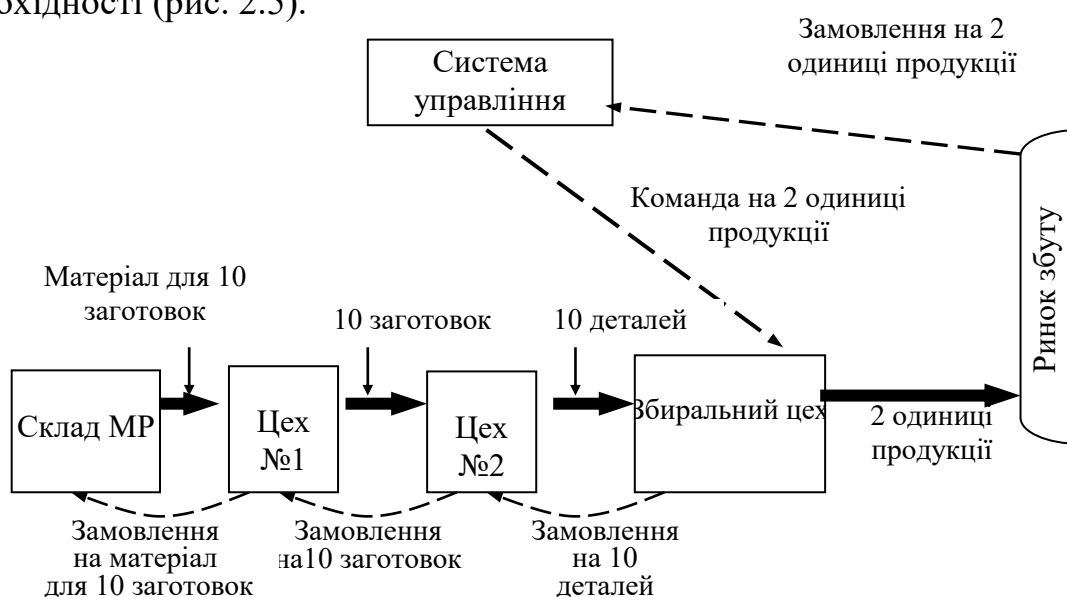 охідності (рис. 2.5).
Замовлення на 2
одиниці продукції
Система
управління
Команда на 2 одиниці
продукції
Ринок збуту
Матеріал для 10
заготовок
10 заготовок
10 деталей
Склад МР
Цех
№1
Цех
№2
Збиральний цех
2 одиниці
продукції
Замовлення
на матеріал
для 10 заготовок
Замовлення
на10 заготовок
Замовлення
на 10
деталей